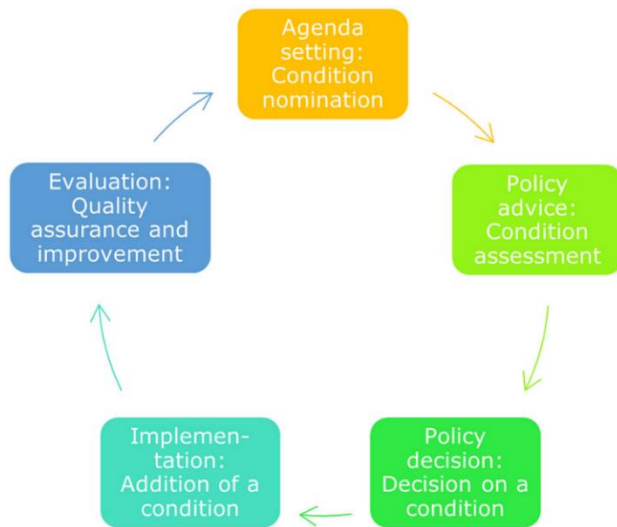 Agenda
setting:
Condition
nomination
Policy
advice:
Condition
assessment
Policy
decision:
Decision on a
condition
Implemen-
tation:
Addition of a
condition
Evaluation:
Quality
assurance and
improvement